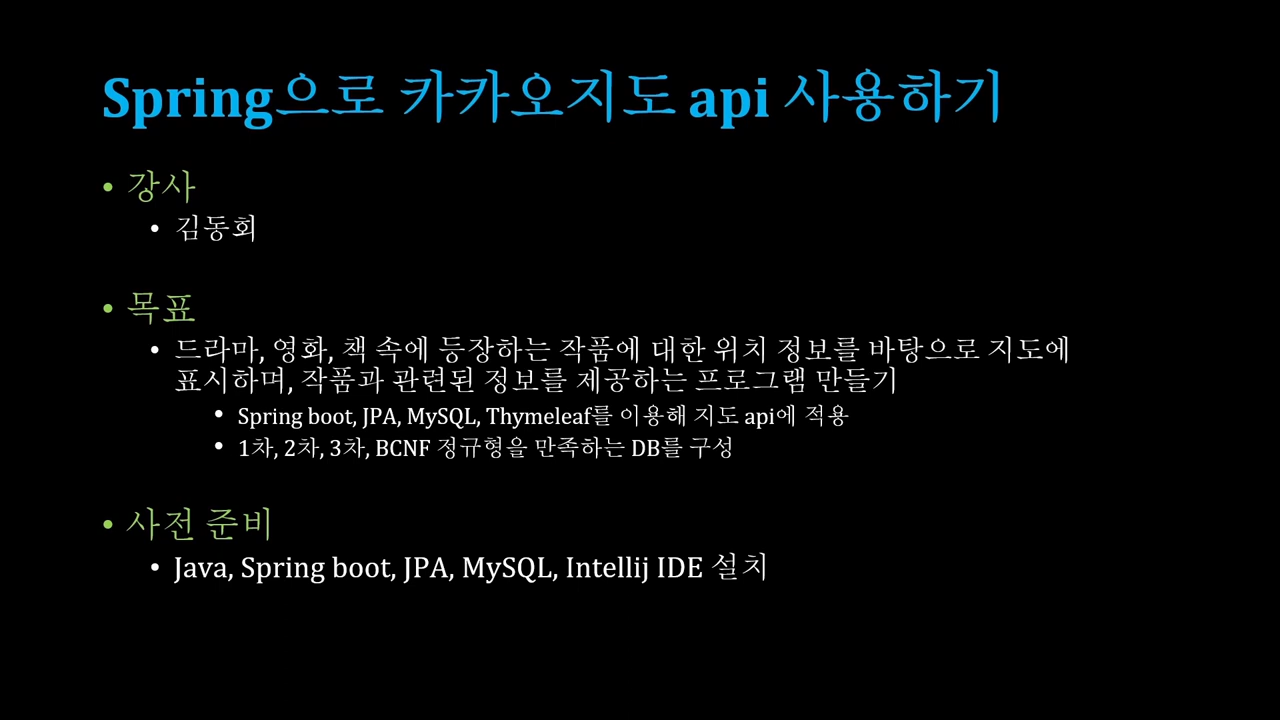 Spring으로 카카오지도 api 사용하기
• 강사
• 김동회
• 목표
• 드라마, 영화, 책 속에 등장하는 작품에 대한 위치 정보를 바탕으로 지도에
표시하며, 작품과 관련된 정보를 제공하는 프로그램 만들기
• Spring boot, JPA, MySQL, Thymeleaf를 이용해 지도 api에 적용
• 1차, 2차, 3차, BCNF 정규형을 만족하는 DB를 구성
• 사전 준비
• Java, Spring boot, JPA, MySQL, Intellij IDE 설치